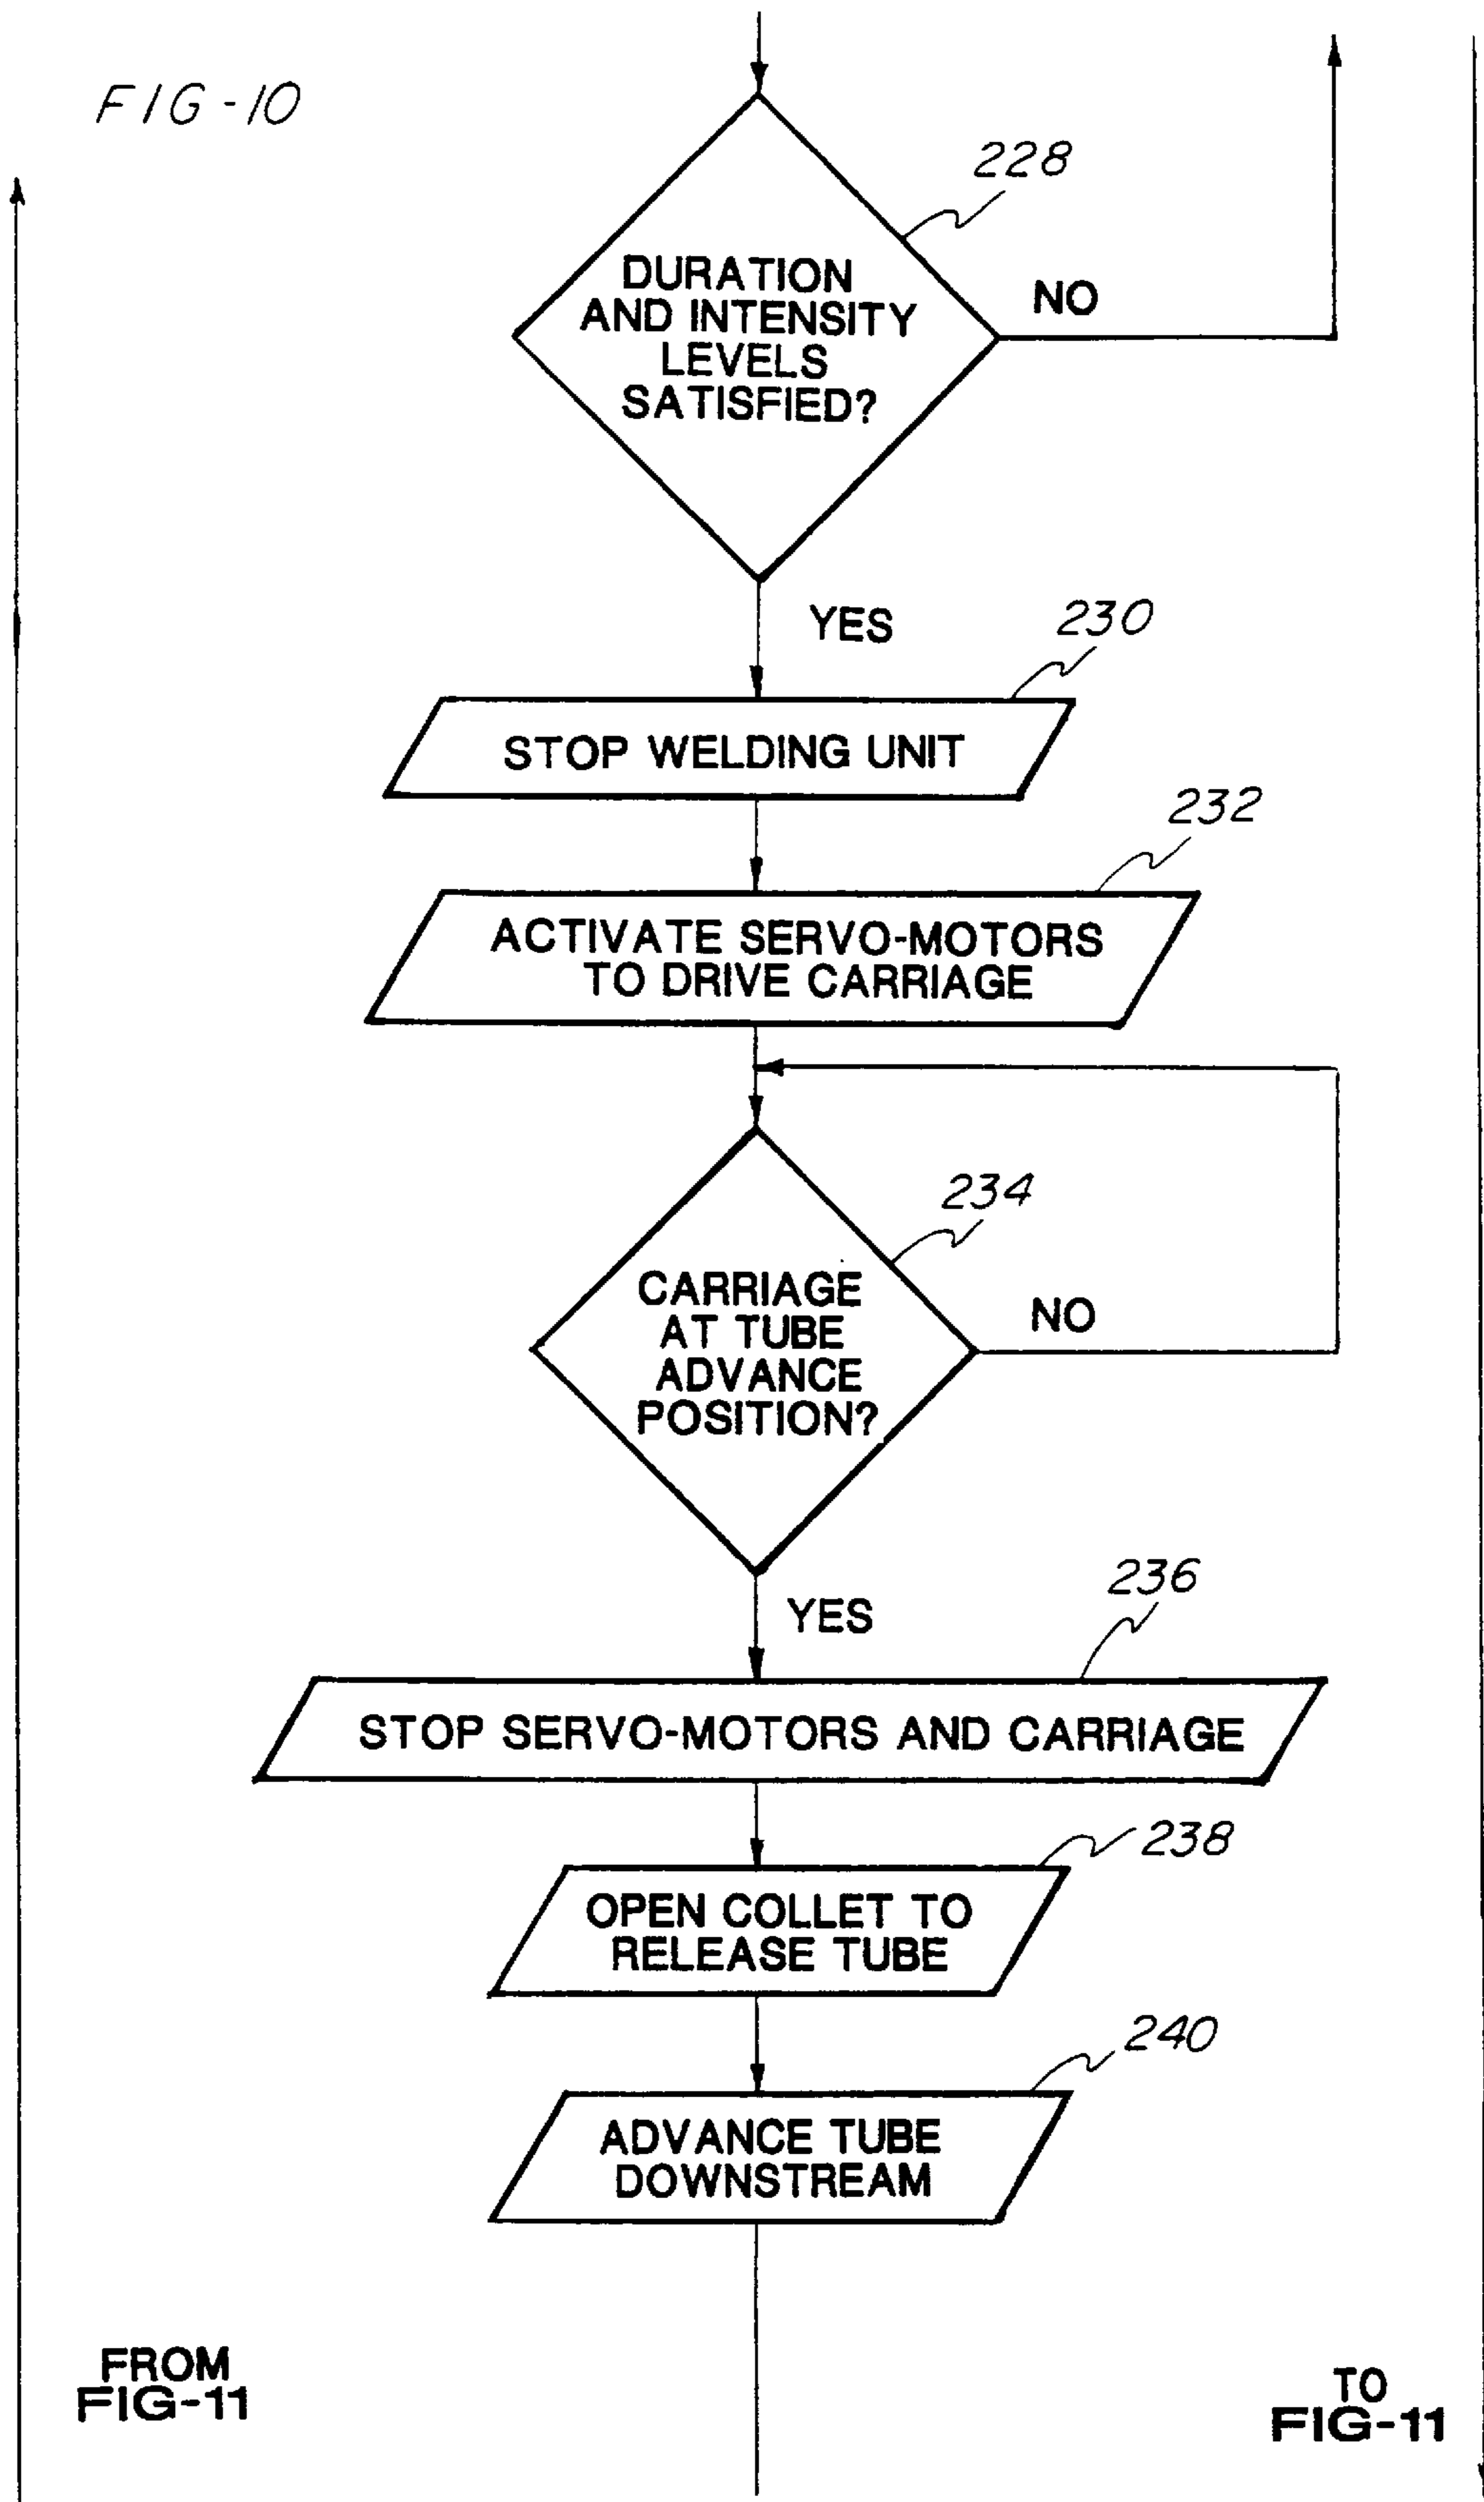 FIG-10
228
DURATION
AND INTENSITY
LEVELS
SATISFIED?
NO
YES
230
STOP WELDING UNIT
232
ACTIVATE SERVO-MOTORS
TO DRIVE CARRIAGE
234
CARRIAGE
AT TUBE
ADVANCE
POSITION?
NO
YES
236
STOP SERVO-MOTORS AND CARRIAGE
238
OPEN COLLET TO
RELEASE TUBE
240
ADVANCE TUBE
DOWNSTREAM
FROM
FIG-11
TO
FIG-11